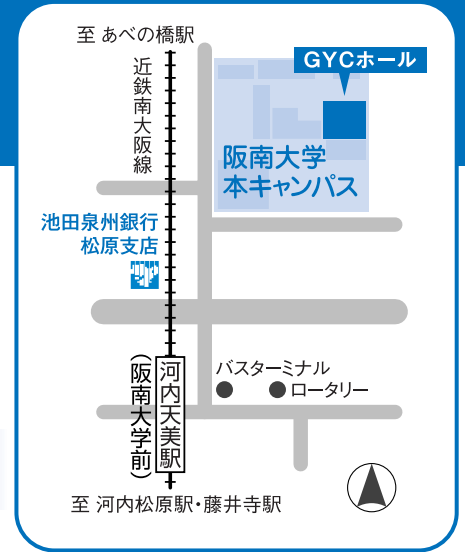 至 あべの橋駅
近鉄南大阪線
GYCホール
阪南大学
本キャンパス
池田泉州銀行
松原支店
バスターミナル
ロータリー
河内天美駅
(阪南大学前)
至 河内松原駅・藤井寺駅